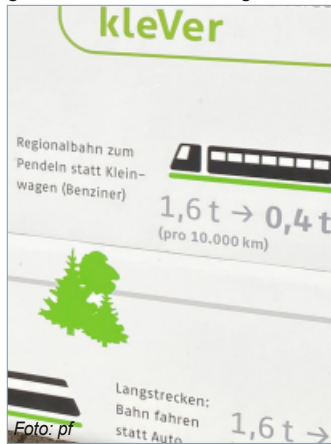 kleVer
Regionalbahn zum
Pendeln statt Klein-
wagen (Benziner)
1,6 t → 0,4 t
(pro 10.000 km)
Langstrecken:
Bahn fahren
statt Auto
1,6 t →
Foto: pf